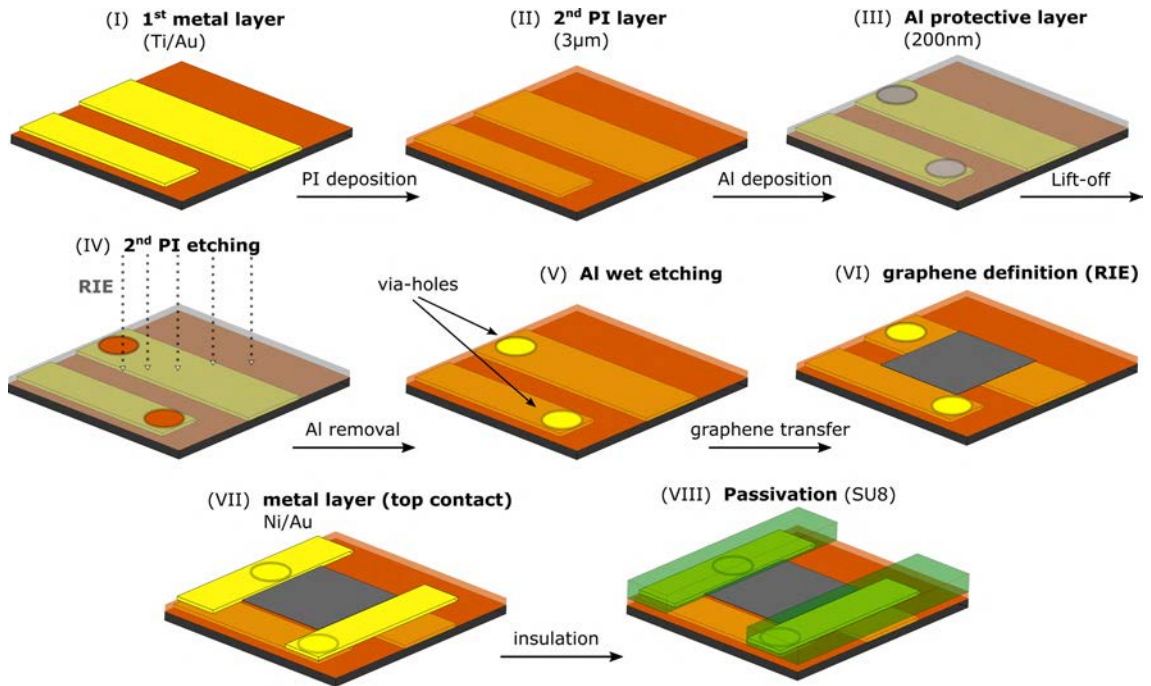 (I) 1st metal layer
(Ti/Au)
(II) 2nd PI layer
(3µm)
(III) Al protective layer
(200nm)
PI deposition
Al deposition
Lift-off
(IV) 2nd PI etching
RIE
via-holes
(V) Al wet etching
(VI) graphene definition (RIE)
Al removal
graphene transfer
(VII) metal layer (top contact)
Ni/Au
(VIII) Passivation (SU8)
insulation